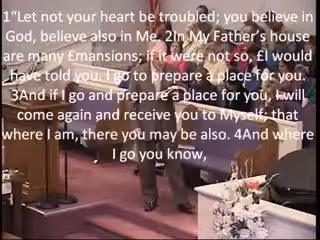 1“Let not your heart be troubled; you believe in
God, believe also in Me. 2In My Father’s house
are many £mansions; if it were not so, £I would
have told you. I go to prepare a place for you.
3And if I go and prepare a place for you, I will
come again and receive you to Myself; that
where I am, there you may be also. 4And where
I go you know,